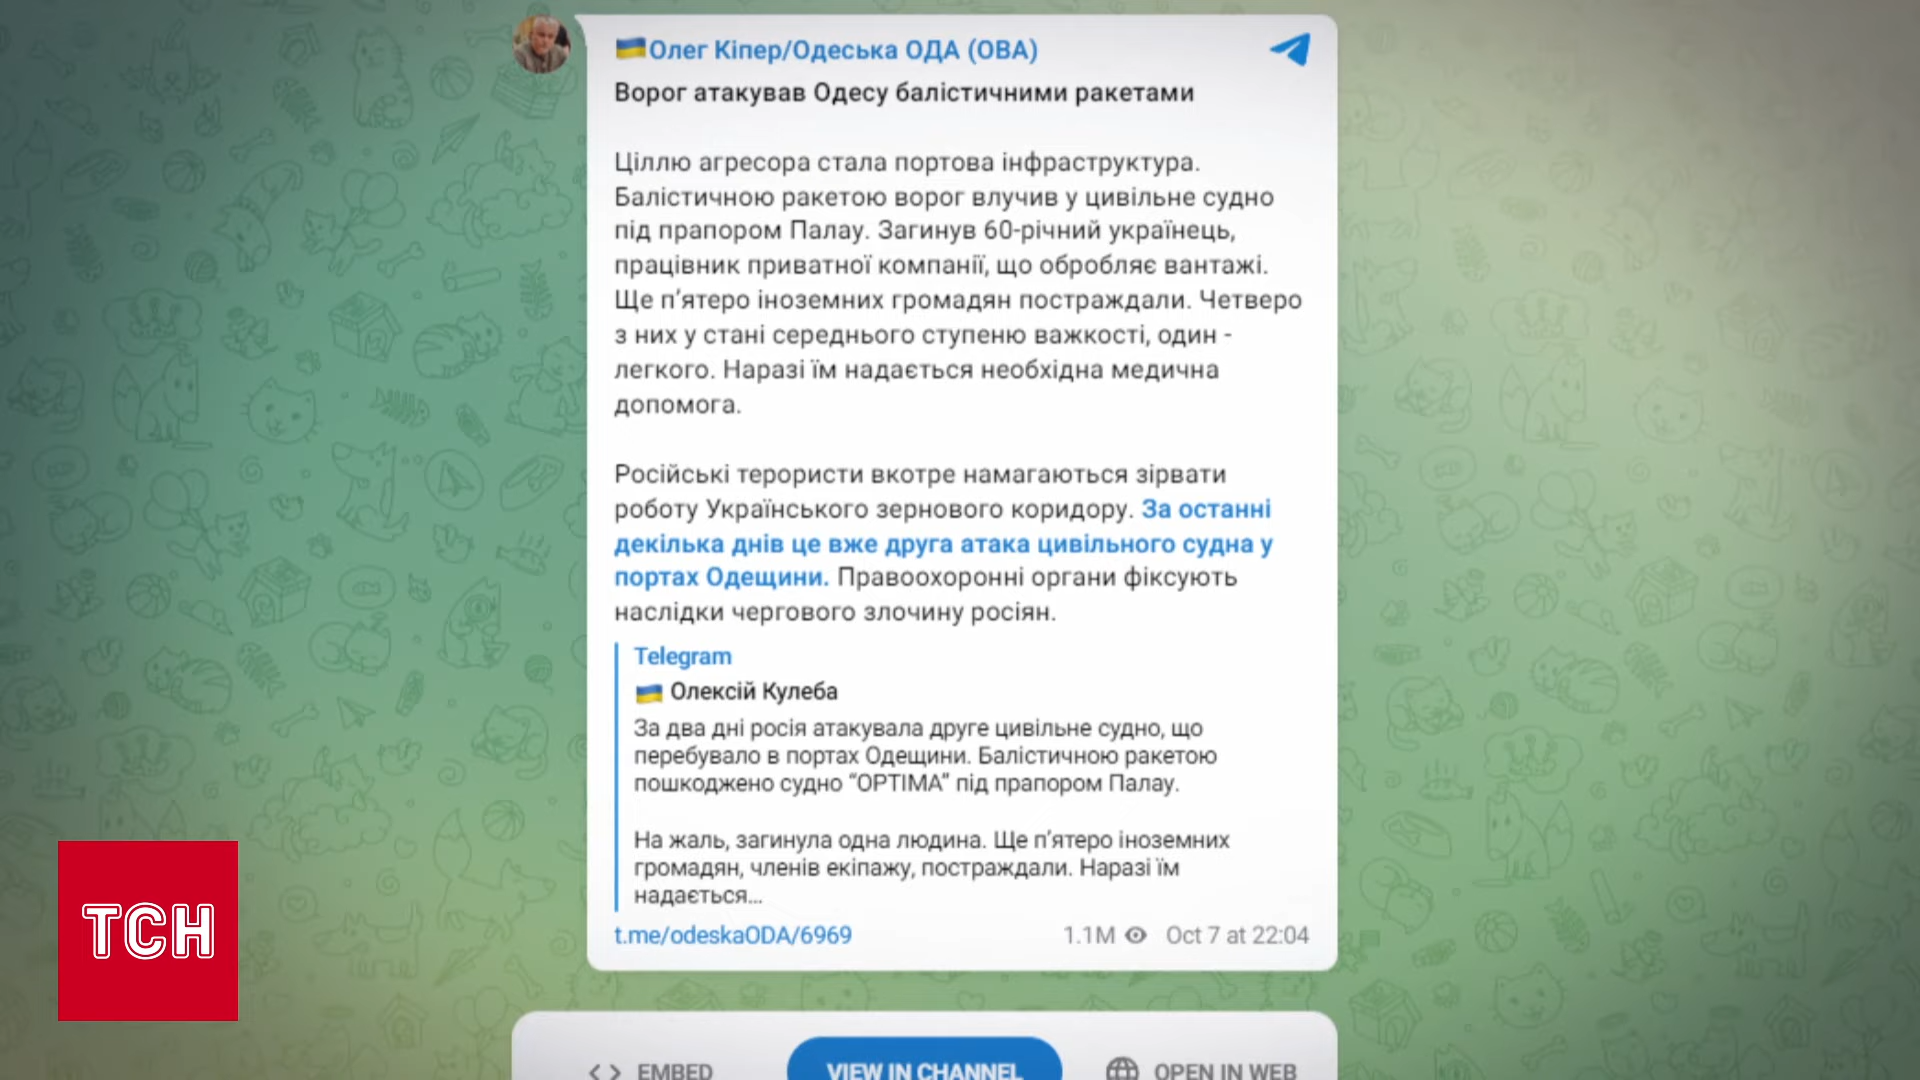 🇺🇦Олег Кіпер/Одеська ОДА (ОВА)
Ворог атакував Одесу балістичними ракетами
Ціллю агресора стала портова інфраструктура.
Балістичною ракетою ворог влучив у цивільне судно
під прапором Палау. Загинув 60-річний українець,
працівник приватної компанії, що обробляє вантажі.
Ще п’ятеро іноземних громадян постраждали. Четверо
з них у стані середнього ступеню важкості, один -
легкого. Наразі їм надається необхідна медична
допомога.
Російські терористи вкотре намагаються зірвати
роботу Українського зернового коридору. За останні
декілька днів це вже друга атака цивільного судна у
портах Одещини. Правоохоронні органи фіксують
наслідки чергового злочину росіян.
Telegram
🇺🇦 Олексій Кулеба
За два дні росія атакувала друге цивільне судно, що
перебувало в портах Одещини. Балістичною ракетою
пошкоджено судно “OPTIMA” під прапором Палау.
На жаль, загинула одна людина. Ще п’ятеро іноземних
громадян, членів екіпажу, постраждали. Наразі їм
надається…
t.me/odeskaODA/6969 1.1M Oct 7 at 22:04
ТСН
EMBED VIEW IN CHANNEL OPEN IN WEB